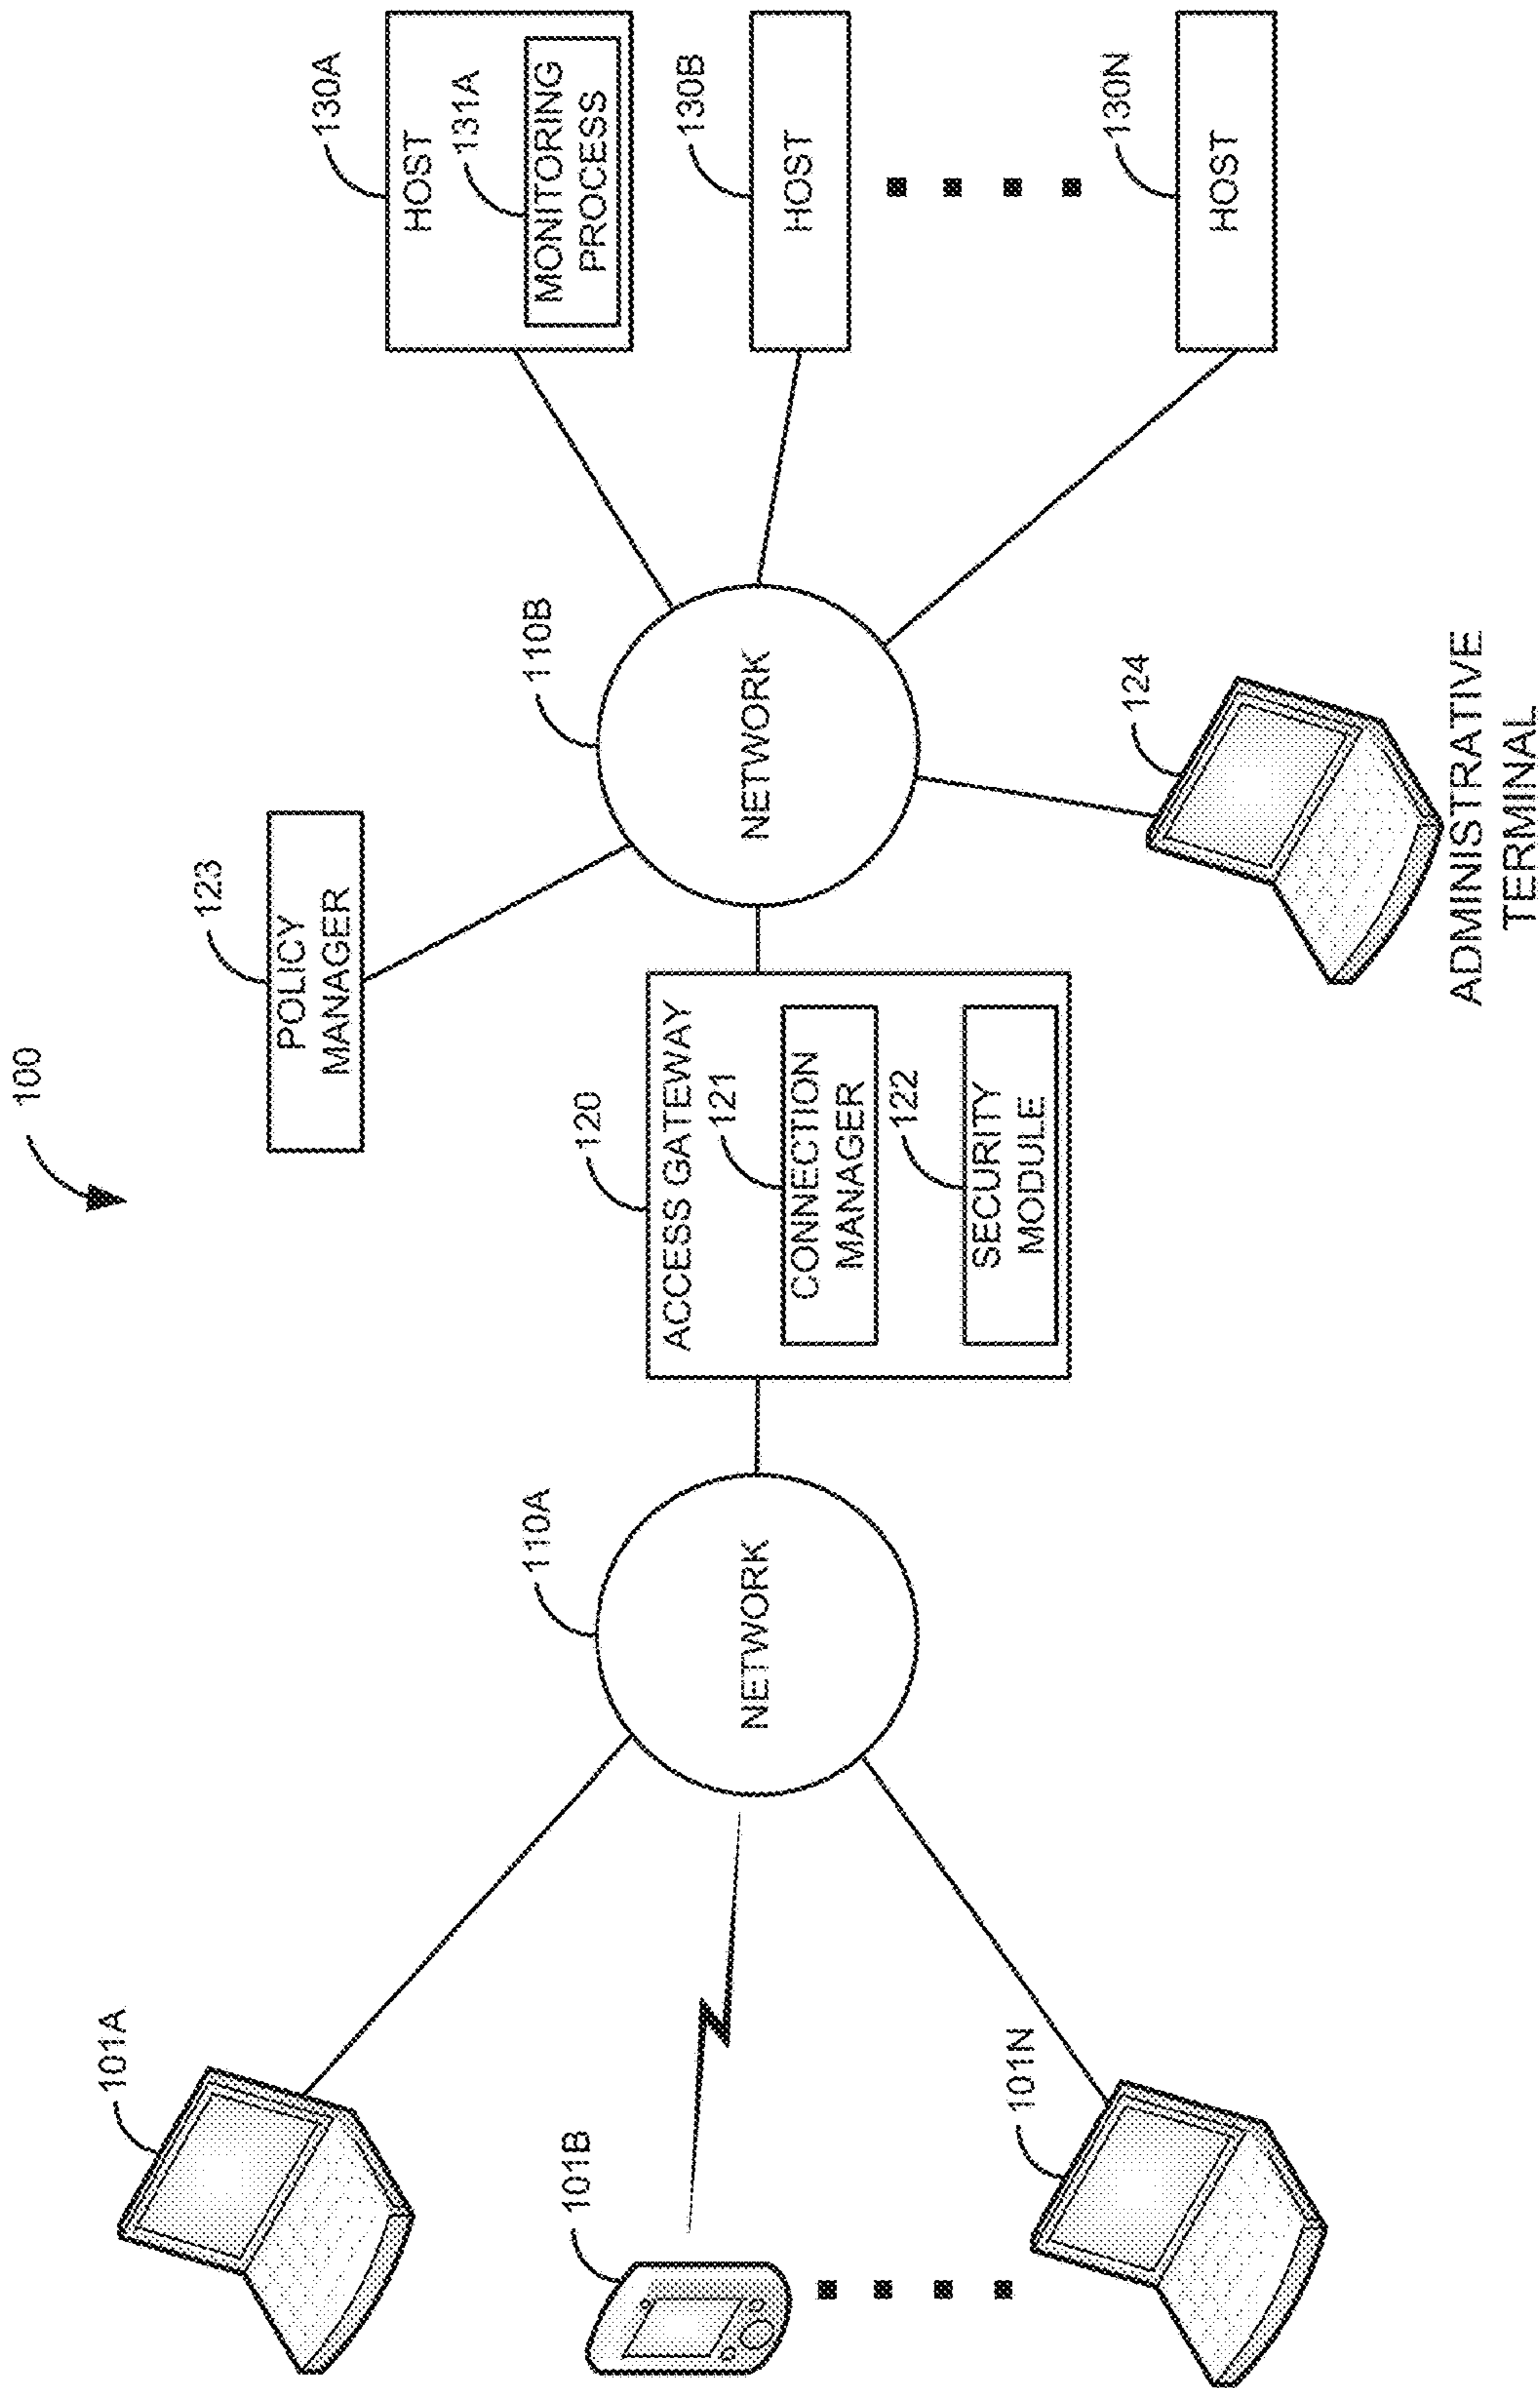 100
101A
101B
101N
110A
NETWORK
120
ACCESS GATEWAY
121
CONNECTION
MANAGER
122
SECURITY
MODULE
123
POLICY
MANAGER
110B
NETWORK
124
ADMINISTRATIVE
TERMINAL
130A
HOST
131A
MONITORING
PROCESS
130B
HOST
130N
HOST